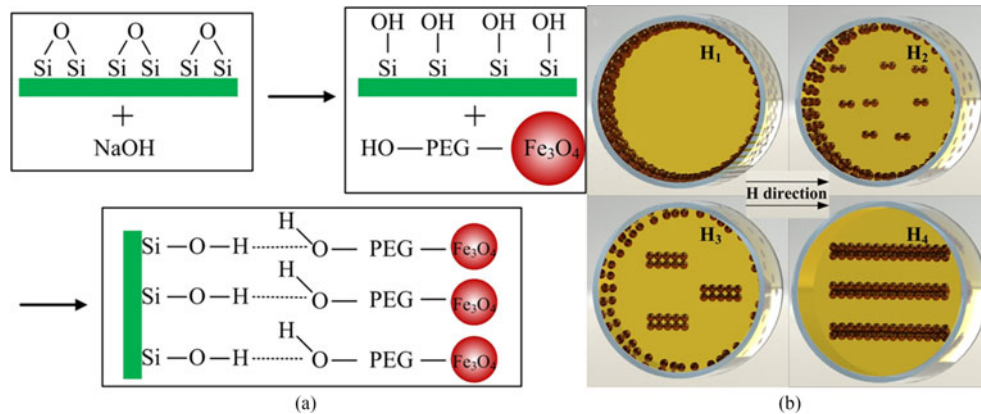 O O O
Si Si Si Si Si Si
+
NaOH
OH OH OH OH
Si Si Si Si
+
HO — PEG — Fe₃O₄
H
Si — O — H ········ O — PEG — Fe₃O₄
H
Si — O — H ········ O — PEG — Fe₃O₄
H
Si — O — H ········ O — PEG — Fe₃O₄
(a)
H₁
H₂
H direction
H₃
H₄
(b)